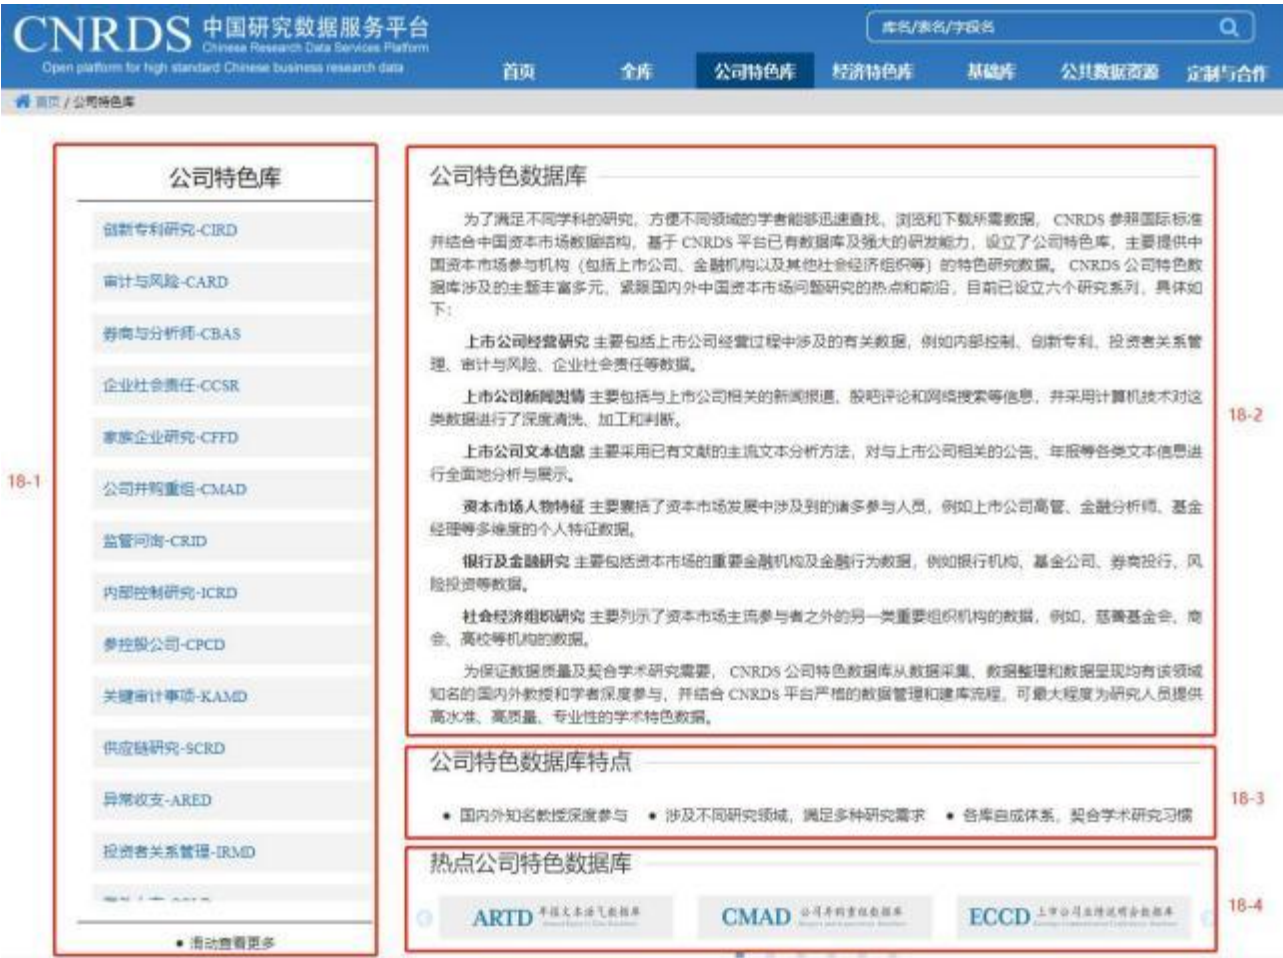 CNRDS 中国研究数据服务平台
Chinese Research Data Services Platform
Open platform for high standard Chinese business research data
库名/表名/字段名
首页 全库 公司特色库 经济特色库 基础库 公共数据资源 定制与合作
首页 / 公司特色库
18-1
公司特色库
创新专利研究-CIRD
审计与风险-CARD
券商与分析师-CBAS
企业社会责任-CCSR
家族企业研究-CFFD
公司并购重组-CMAD
监管问询-CRID
内部控制研究-ICRD
参控股公司-CPCD
关键审计事项-KAMD
供应链研究-SCRD
异常收支-ARED
投资者关系管理-IRMD
滑动查看更多
18-2
公司特色数据库
为了满足不同学科的研究，方便不同领域的学者能够迅速查找、浏览和下载所需数据， CNRDS 参照国际标准
并结合中国资本市场数据结构，基于 CNRDS 平台已有数据库及强大的研发能力，设立了公司特色库，主要提供中
国资本市场参与机构（包括上市公司、金融机构以及其他社会经济组织等）的特色研究数据。 CNRDS 公司特色数
据库涉及的主题丰富多元、紧跟国内外中国资本市场问题研究的热点和前沿，目前已设立六个研究系列，具体如
下：
上市公司经营研究 主要包括上市公司经营过程中涉及的有关数据，例如内部控制、创新专利、投资者关系管
理、审计与风险、企业社会责任等数据。
上市公司新闻舆情 主要包括与上市公司相关的新闻报道、股吧评论和网络搜索等信息，并采用计算机技术对这
类数据进行了深度清洗、加工和判断。
上市公司文本信息 主要采用已有文献的主流文本分析方法，对与上市公司相关的公告、年报等各类文本信息进
行全面地分析与展示。
资本市场人物特征 主要囊括了资本市场发展中涉及到的诸多参与人员，例如上市公司高管、金融分析师、基金
经理等多维度的个人特征数据。
银行及金融研究 主要包括资本市场的重要金融机构及金融行为数据，例如银行机构、基金公司、券商投行、风
险投资等数据。
社会经济组织研究 主要列示了资本市场主流参与者之外的另一类重要组织机构的数据，例如，慈善基金会、商
会、高校等机构的数据。
为保证数据质量及契合学术研究需要， CNRDS 公司特色数据库从数据采集、数据整理和数据呈现均有该领域
知名的国内外教授和学者深度参与，并结合 CNRDS 平台严格的数据管理和建库流程，可最大程度为研究人员提供
高水准、高质量、专业性的学术特色数据。
18-3
公司特色数据库特点
• 国内外知名教授深度参与 • 涉及不同研究领域，满足多种研究需求 • 各库自成体系，契合学术研究习惯
18-4
热点公司特色数据库
ARTD 年报文本语气数据库
CMAD 公司并购重组数据库
ECCD 上市公司业绩说明会数据库